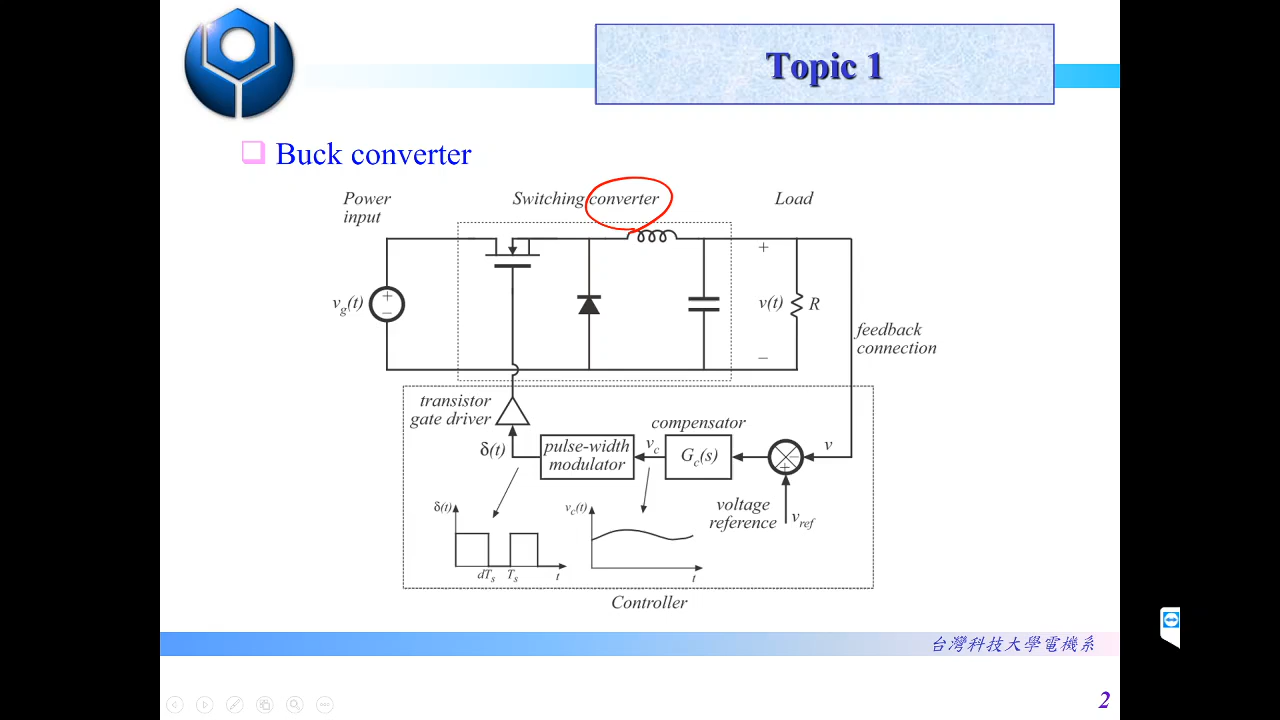 Topic 1
Buck converter
Power
input
Switching converter
Load
+
v_g(t)
+
–
v(t)
R
–
feedback
connection
transistor
gate driver
δ(t)
pulse-width
modulator
v_c
compensator
G_c(s)
–
+
v
voltage
reference
v_ref
δ(t)
dT_s
T_s
t
v_c(t)
t
Controller
台灣科技大學電機系
2